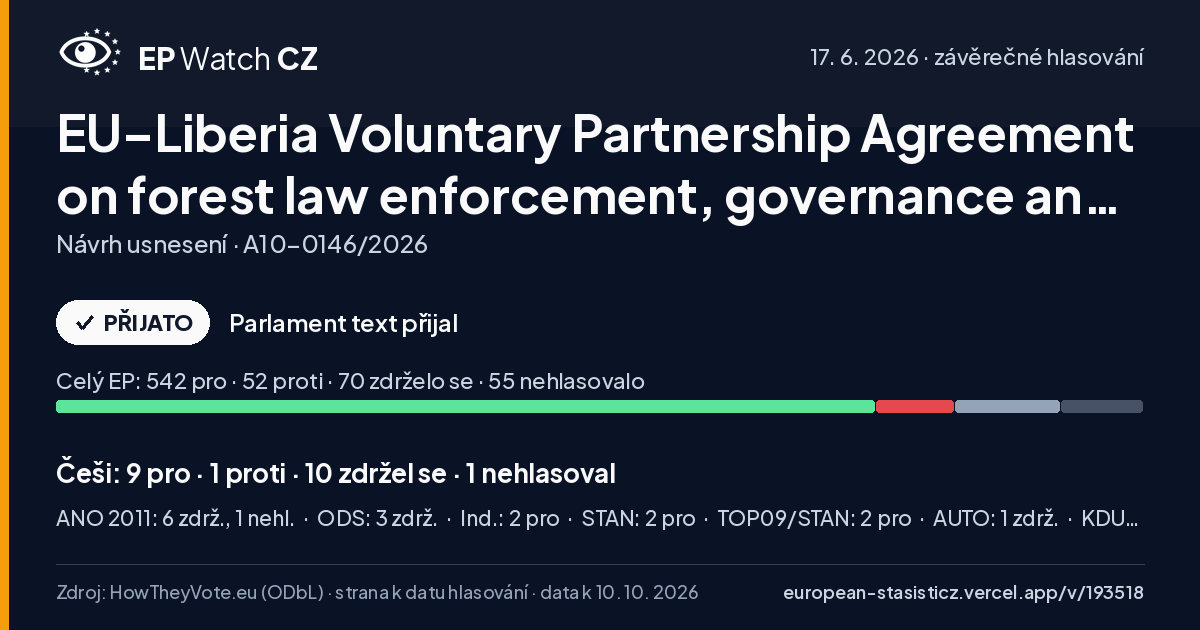 EP Watch CZ
17. 6. 2026 · závěrečné hlasování
EU–Liberia Voluntary Partnership Agreement
on forest law enforcement, governance an…
Návrh usnesení · A10-0146/2026
✓ PŘIJATO Parlament text přijal
Celý EP: 542 pro · 52 proti · 70 zdrželo se · 55 nehlasovalo
Češi: 9 pro · 1 proti · 10 zdržel se · 1 nehlasoval
ANO 2011: 6 zdrž., 1 nehl. · ODS: 3 zdrž. · Ind.: 2 pro · STAN: 2 pro · TOP09/STAN: 2 pro · AUTO: 1 zdrž. · KDU…
Zdroj: HowTheyVote.eu (ODbL) · strana k datu hlasování · data k 10. 10. 2026
european-stasisticz.vercel.app/v/193518